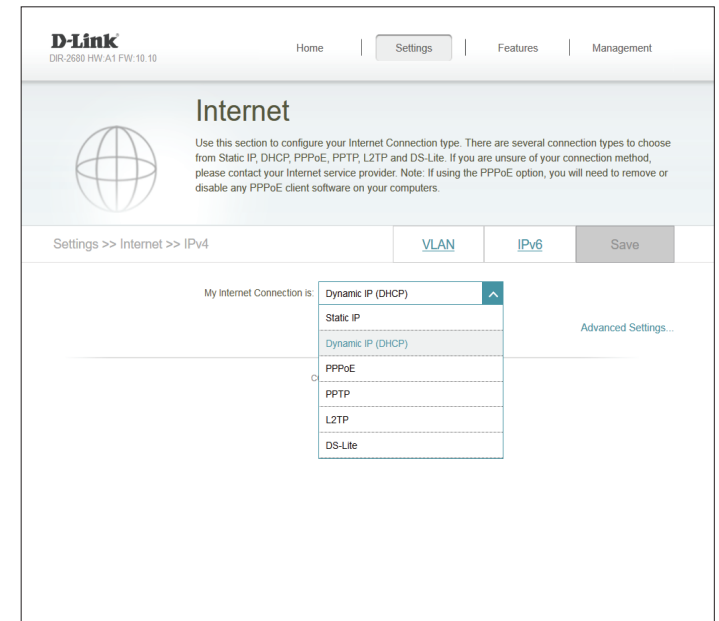 D-Link
DIR-2680 HW:A1 FW:10.10
Home
Settings
Features
Management
Internet
Use this section to configure your Internet Connection type. There are several connection types to choose
from Static IP, DHCP, PPPoE, PPTP, L2TP and DS-Lite. If you are unsure of your connection method,
please contact your Internet service provider. Note: If using the PPPoE option, you will need to remove or
disable any PPPoE client software on your computers.
Settings >> Internet >> IPv4
VLAN
IPv6
Save
My Internet Connection is:
Dynamic IP (DHCP)
Static IP
Dynamic IP (DHCP)
PPPoE
PPTP
L2TP
DS-Lite
Advanced Settings...